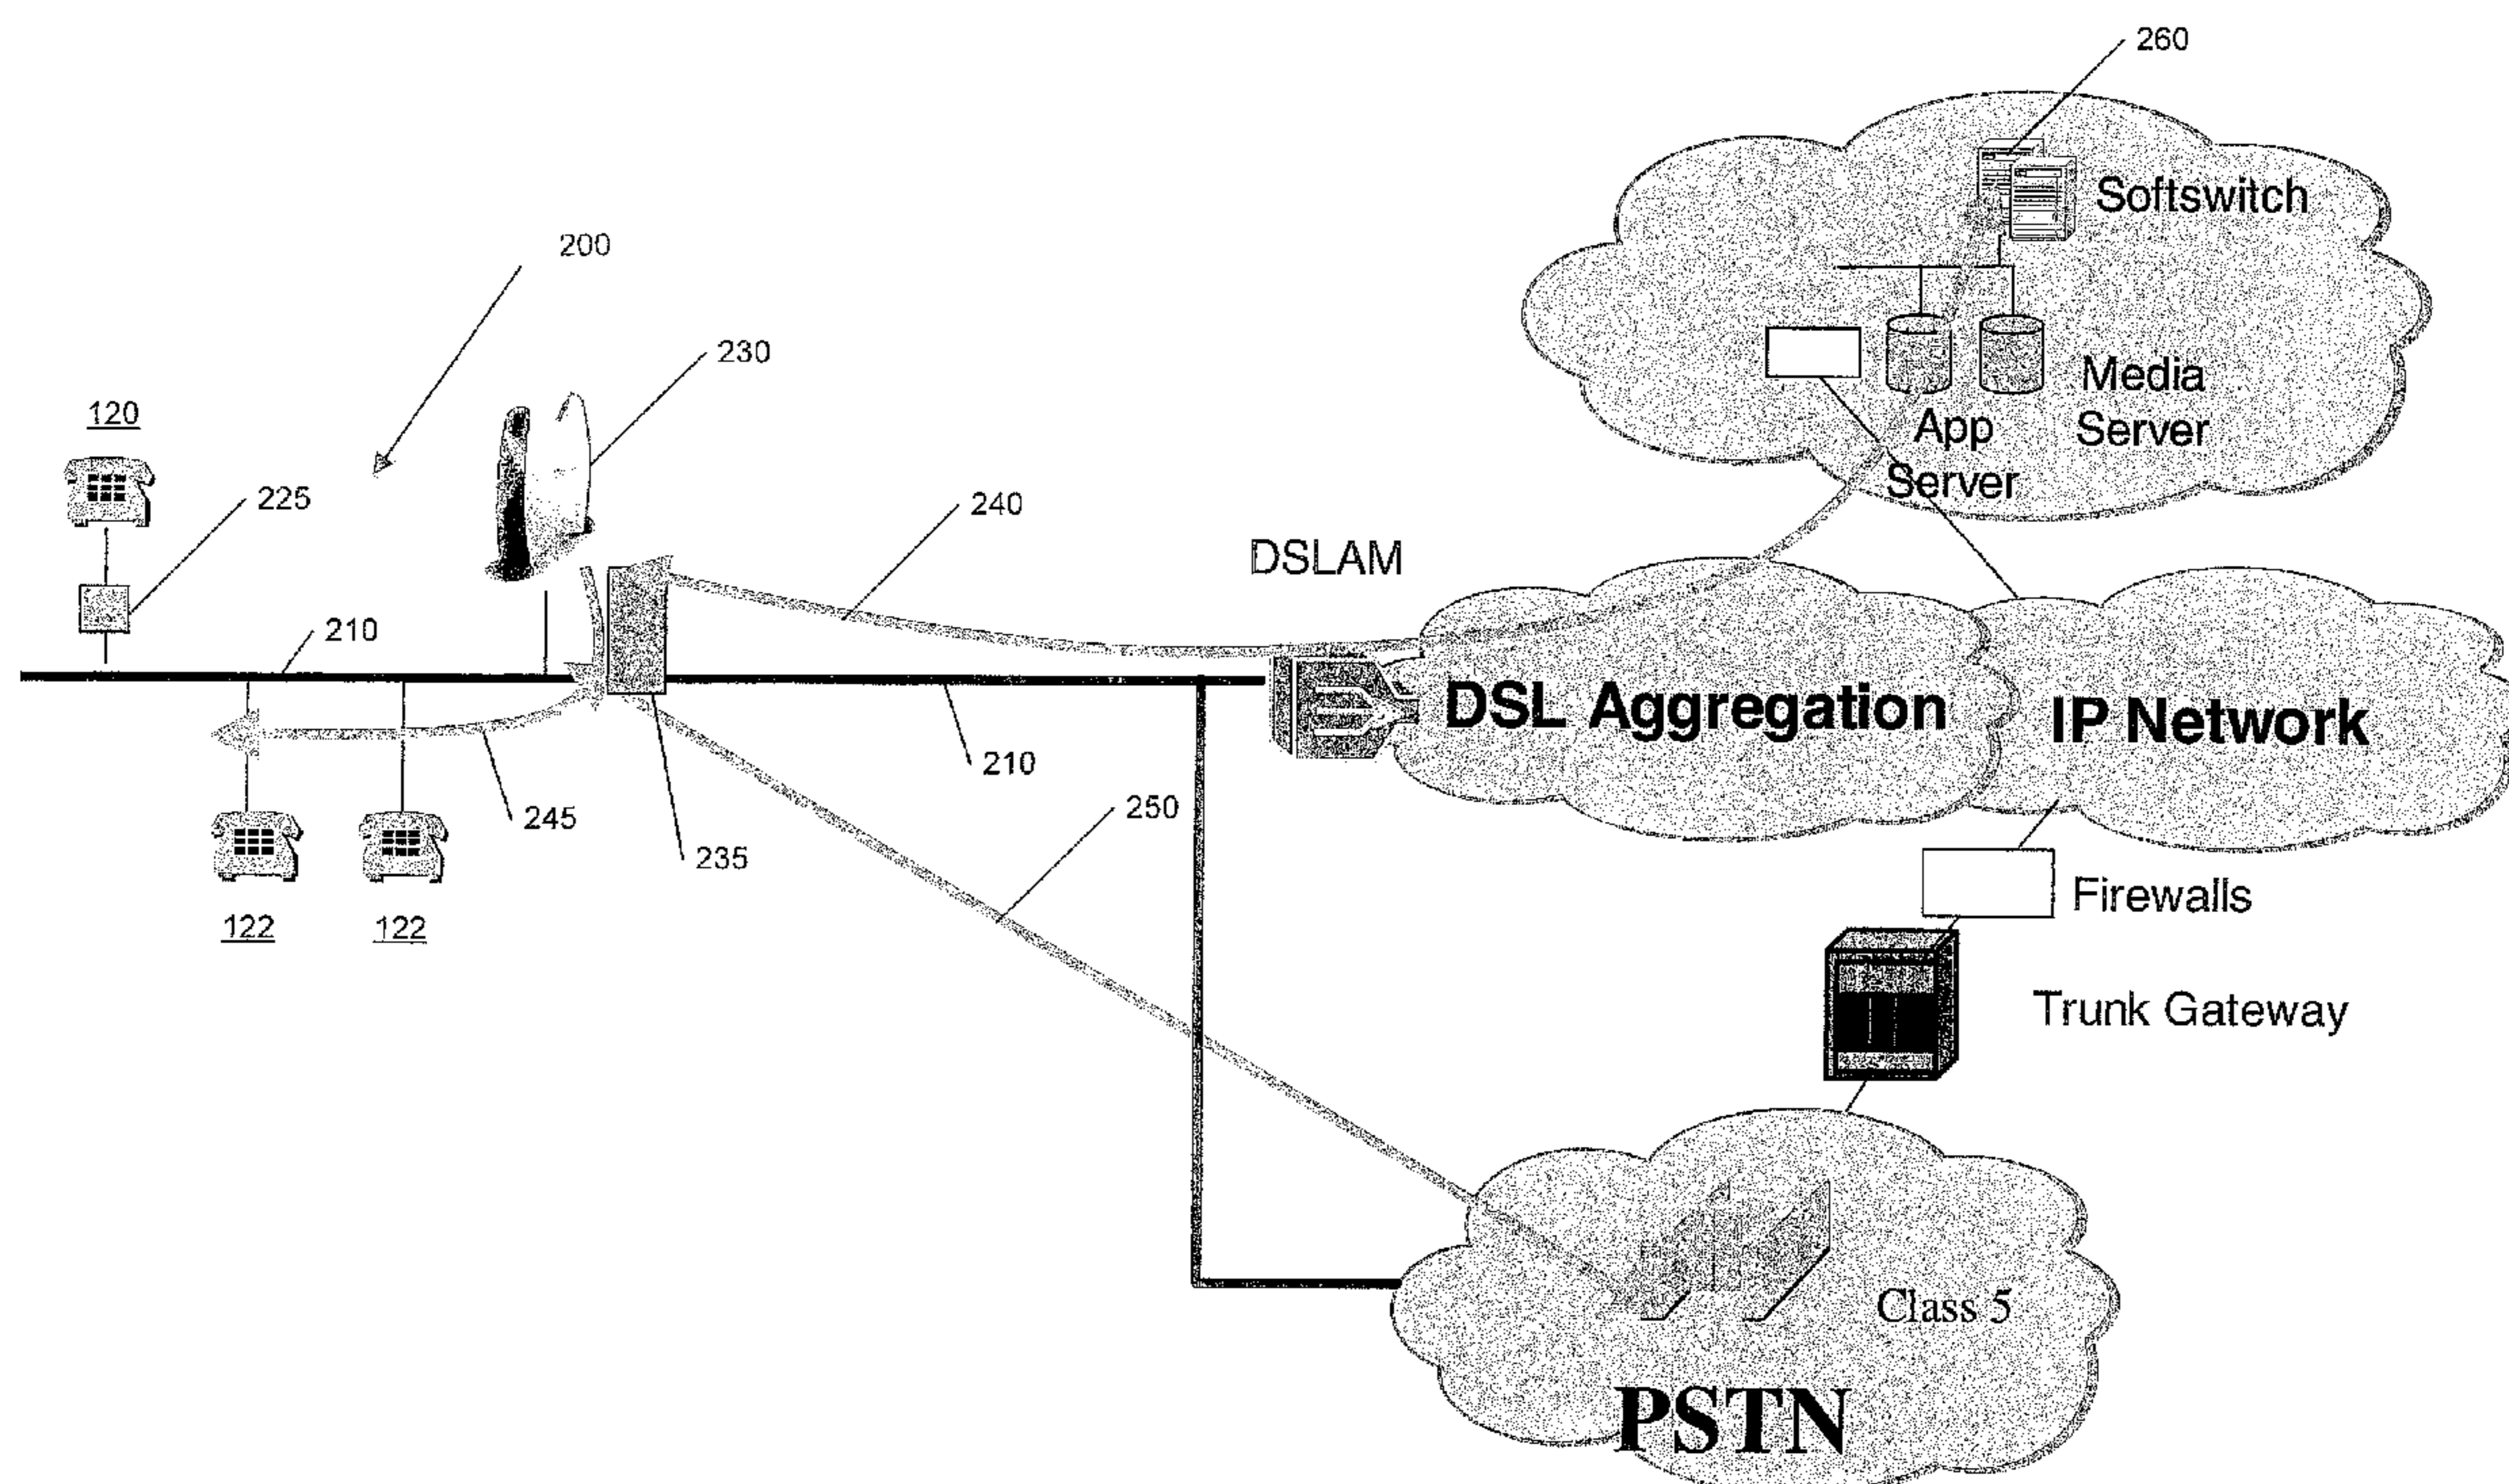 260
Softswitch
200
230
Media
Server
120
App
Server
225
240
DSLAM
210
DSL Aggregation
IP Network
210
250
245
235
Firewalls
122
122
Trunk Gateway
Class 5
PSTN